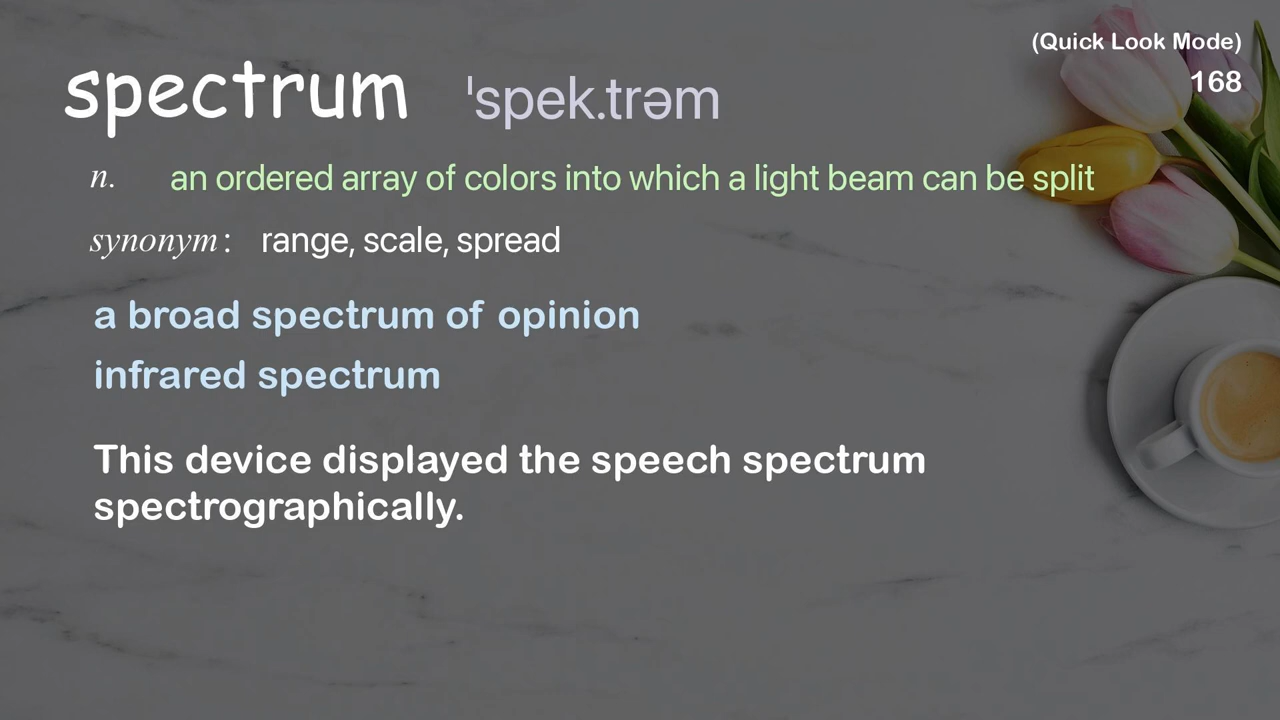 (Quick Look Mode)
168
spectrum ˈspek.trəm
n. an ordered array of colors into which a light beam can be split
synonym: range, scale, spread
a broad spectrum of opinion
infrared spectrum
This device displayed the speech spectrum
spectrographically.